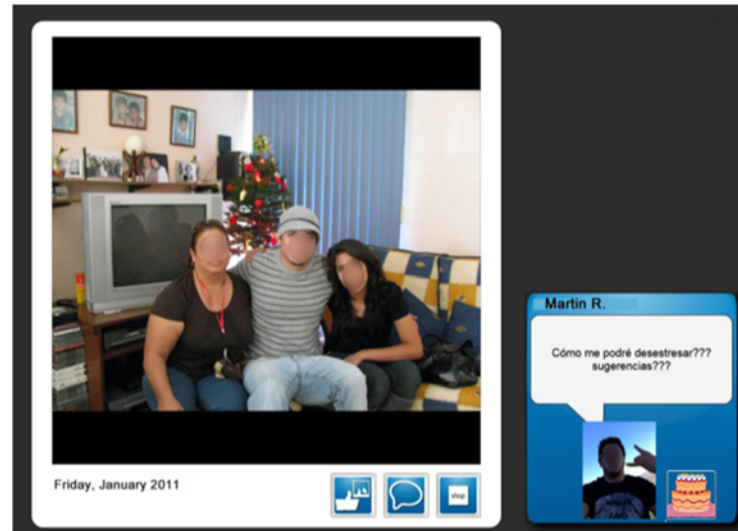 Friday, January 2011
stop
Martin R.
Cómo me podré desestresar???
sugerencias???